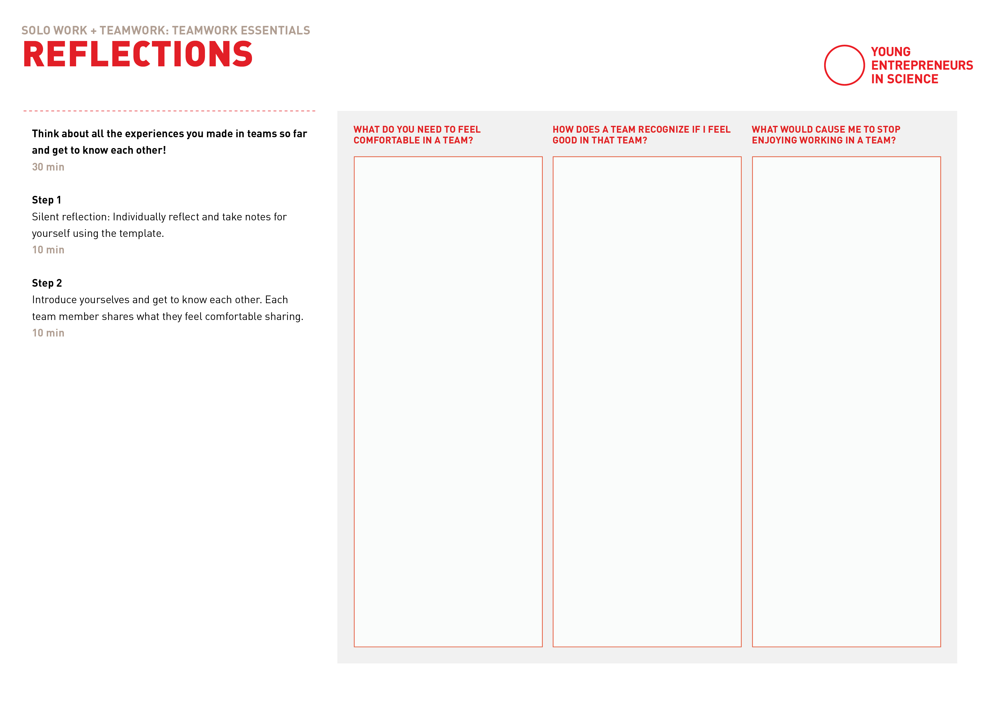 SOLO WORK + TEAMWORK: TEAMWORK ESSENTIALS
REFLECTIONS
YOUNG
ENTREPRENEURS
IN SCIENCE
Think about all the experiences you made in teams so far
and get to know each other!
30 min
Step 1
Silent reflection: Individually reflect and take notes for
yourself using the template.
10 min
Step 2
Introduce yourselves and get to know each other. Each
team member shares what they feel comfortable sharing.
10 min
WHAT DO YOU NEED TO FEEL
COMFORTABLE IN A TEAM?
HOW DOES A TEAM RECOGNIZE IF I FEEL
GOOD IN THAT TEAM?
WHAT WOULD CAUSE ME TO STOP
ENJOYING WORKING IN A TEAM?